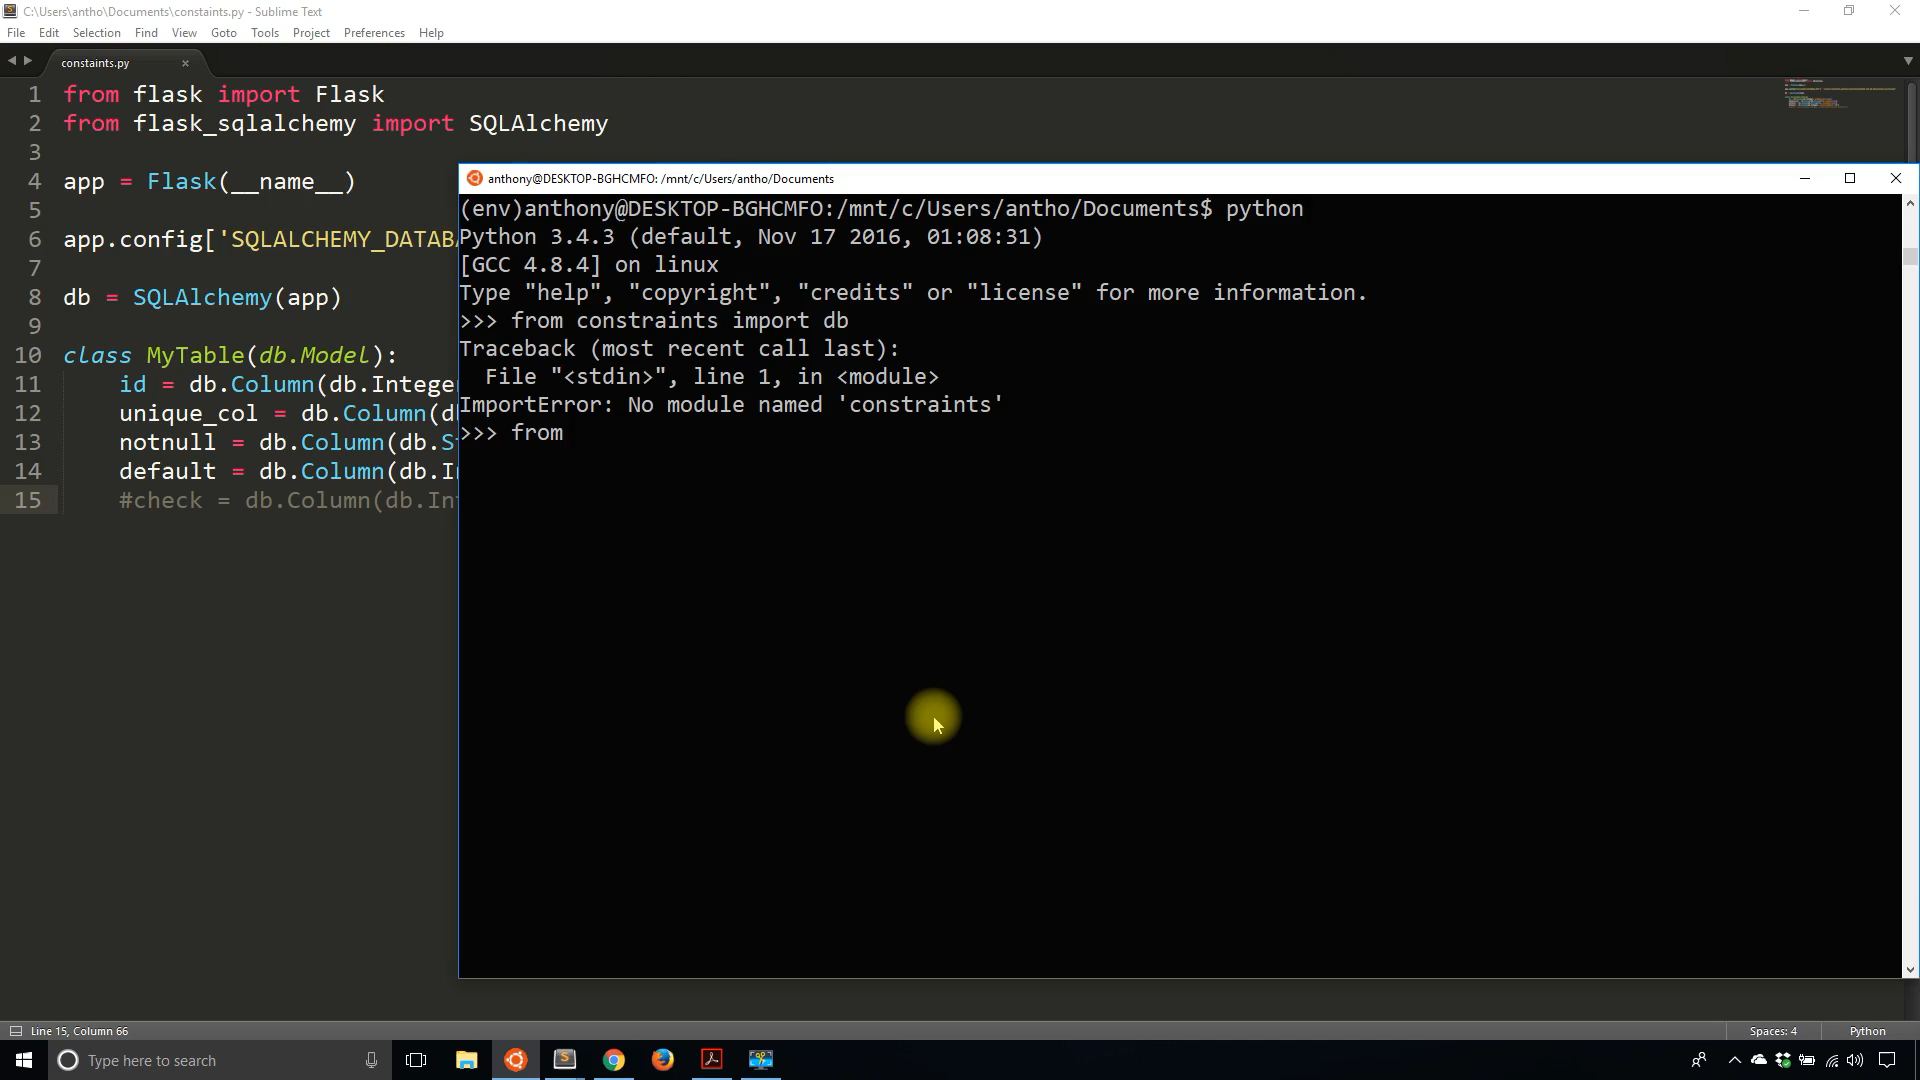 C:\Users\antho\Documents\constaints.py - Sublime Text
File Edit Selection Find View Goto Tools Project Preferences Help
constaints.py
1 from flask import Flask
2 from flask_sqlalchemy import SQLAlchemy
3
4 app = Flask(__name__)
5
6 app.config['SQLALCHEMY_DATABA
7
8 db = SQLAlchemy(app)
9
10 class MyTable(db.Model):
11 id = db.Column(db.Intege
12 unique_col = db.Column(d
13 notnull = db.Column(db.S
14 default = db.Column(db.I
15 #check = db.Column(db.In
anthony@DESKTOP-BGHCMFO: /mnt/c/Users/antho/Documents
(env)anthony@DESKTOP-BGHCMFO:/mnt/c/Users/antho/Documents$ python
Python 3.4.3 (default, Nov 17 2016, 01:08:31)
[GCC 4.8.4] on linux
Type "help", "copyright", "credits" or "license" for more information.
>>> from constraints import db
Traceback (most recent call last):
File "<stdin>", line 1, in <module>
ImportError: No module named 'constraints'
>>> from
Line 15, Column 66
Spaces: 4
Python
Type here to search